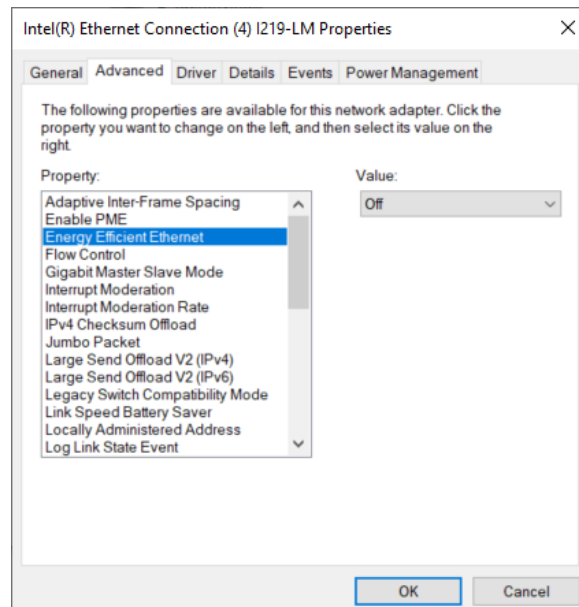 Intel(R) Ethernet Connection (4) I219-LM Properties
General Advanced Driver Details Events Power Management
The following properties are available for this network adapter. Click the
property you want to change on the left, and then select its value on the
right.
Property:
Value:
Adaptive Inter-Frame Spacing
Off
Enable PME
Energy Efficient Ethernet
Flow Control
Gigabit Master Slave Mode
Interrupt Moderation
Interrupt Moderation Rate
IPv4 Checksum Offload
Jumbo Packet
Large Send Offload V2 (IPv4)
Large Send Offload V2 (IPv6)
Legacy Switch Compatibility Mode
Link Speed Battery Saver
Locally Administered Address
Log Link State Event
OK
Cancel